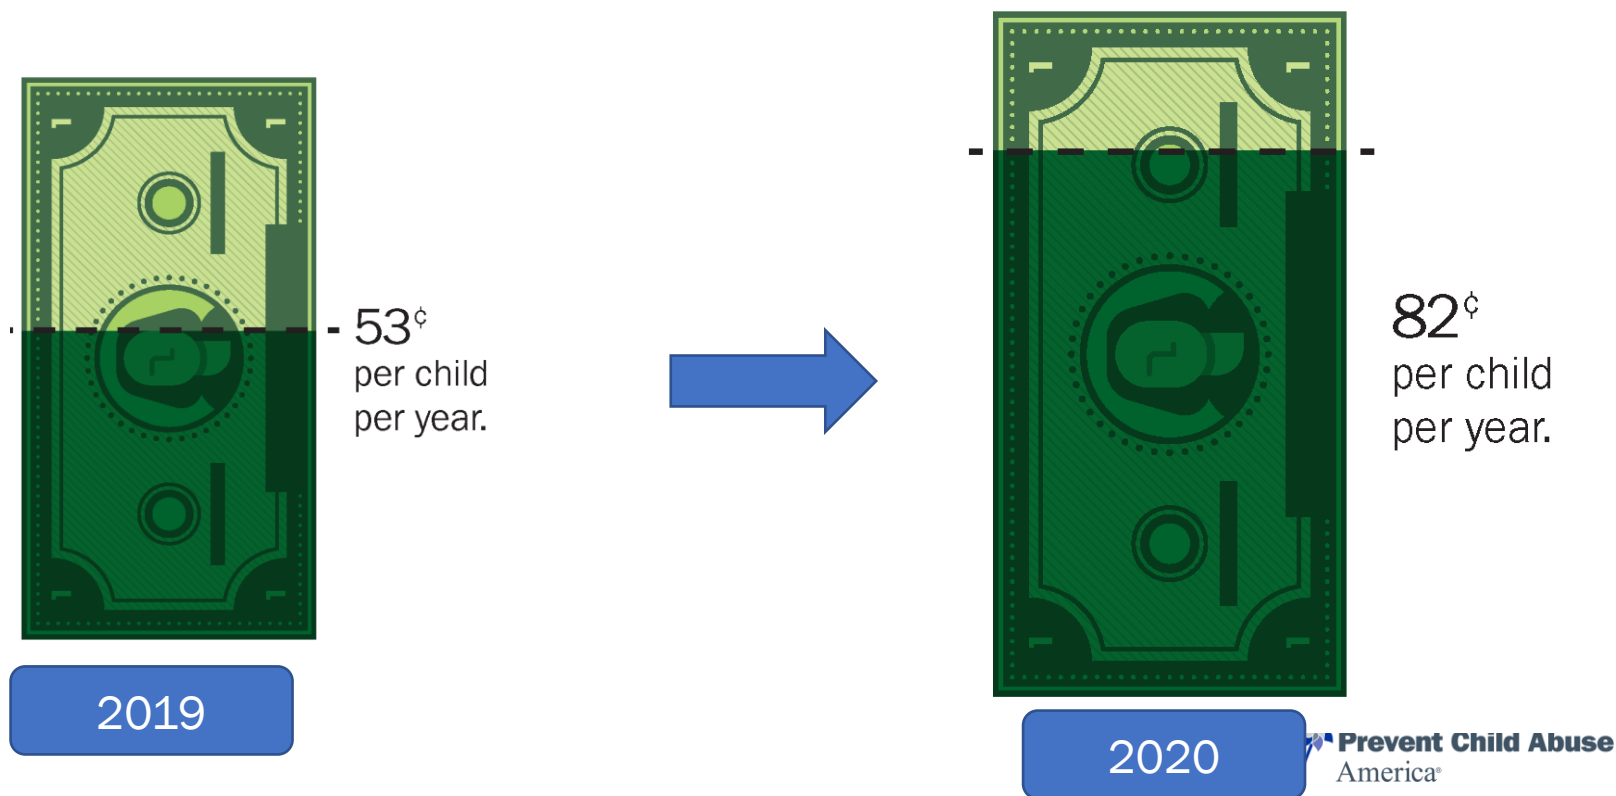 53¢
per child
per year.
2019
82¢
per child
per year.
2020
Prevent Child Abuse
America®